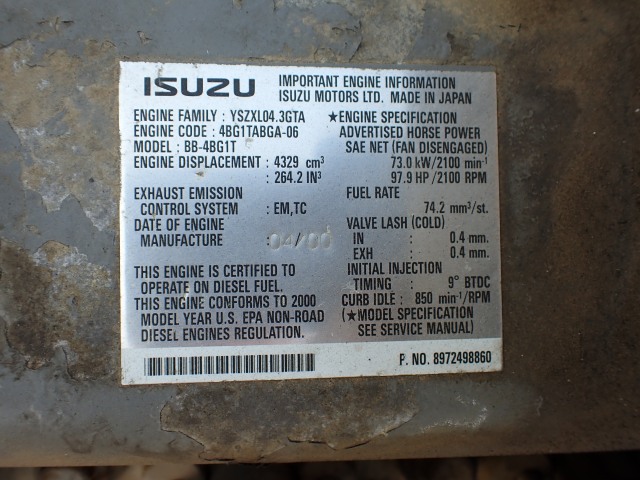 ISUZU IMPORTANT ENGINE INFORMATION
ISUZU MOTORS LTD. MADE IN JAPAN
ENGINE FAMILY : YSZXL04.3GTA
ENGINE CODE : 4BG1TABGA-06
MODEL : BB-4BG1T
ENGINE DISPLACEMENT : 4329 cm³
: 264.2 IN³
EXHAUST EMISSION
CONTROL SYSTEM : EM,TC
DATE OF ENGINE
MANUFACTURE : 04/00
THIS ENGINE IS CERTIFIED TO
OPERATE ON DIESEL FUEL.
THIS ENGINE CONFORMS TO 2000
MODEL YEAR U.S. EPA NON-ROAD
DIESEL ENGINES REGULATION.
★ENGINE SPECIFICATION
ADVERTISED HORSE POWER
SAE NET (FAN DISENGAGED)
73.0 kW/2100 min⁻¹
97.9 HP/2100 RPM
FUEL RATE
74.2 mm³/st.
VALVE LASH (COLD)
IN : 0.4 mm.
EXH : 0.4 mm.
INITIAL INJECTION
TIMING : 9° BTDC
CURB IDLE : 850 min⁻¹/RPM
(★MODEL SPECIFICATION
SEE SERVICE MANUAL)
P. NO. 8972498860